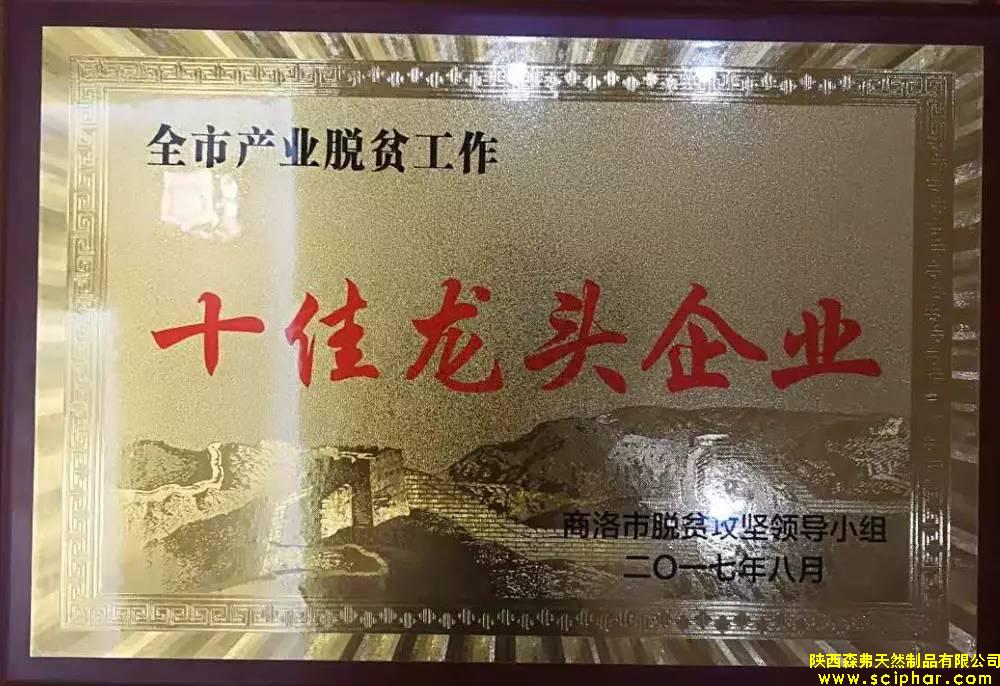 全市产业脱贫工作
十佳龙头企业
商洛市脱贫攻坚领导小组
二〇一七年八月
陕西森弗天然制品有限公司
www.sciphar.com